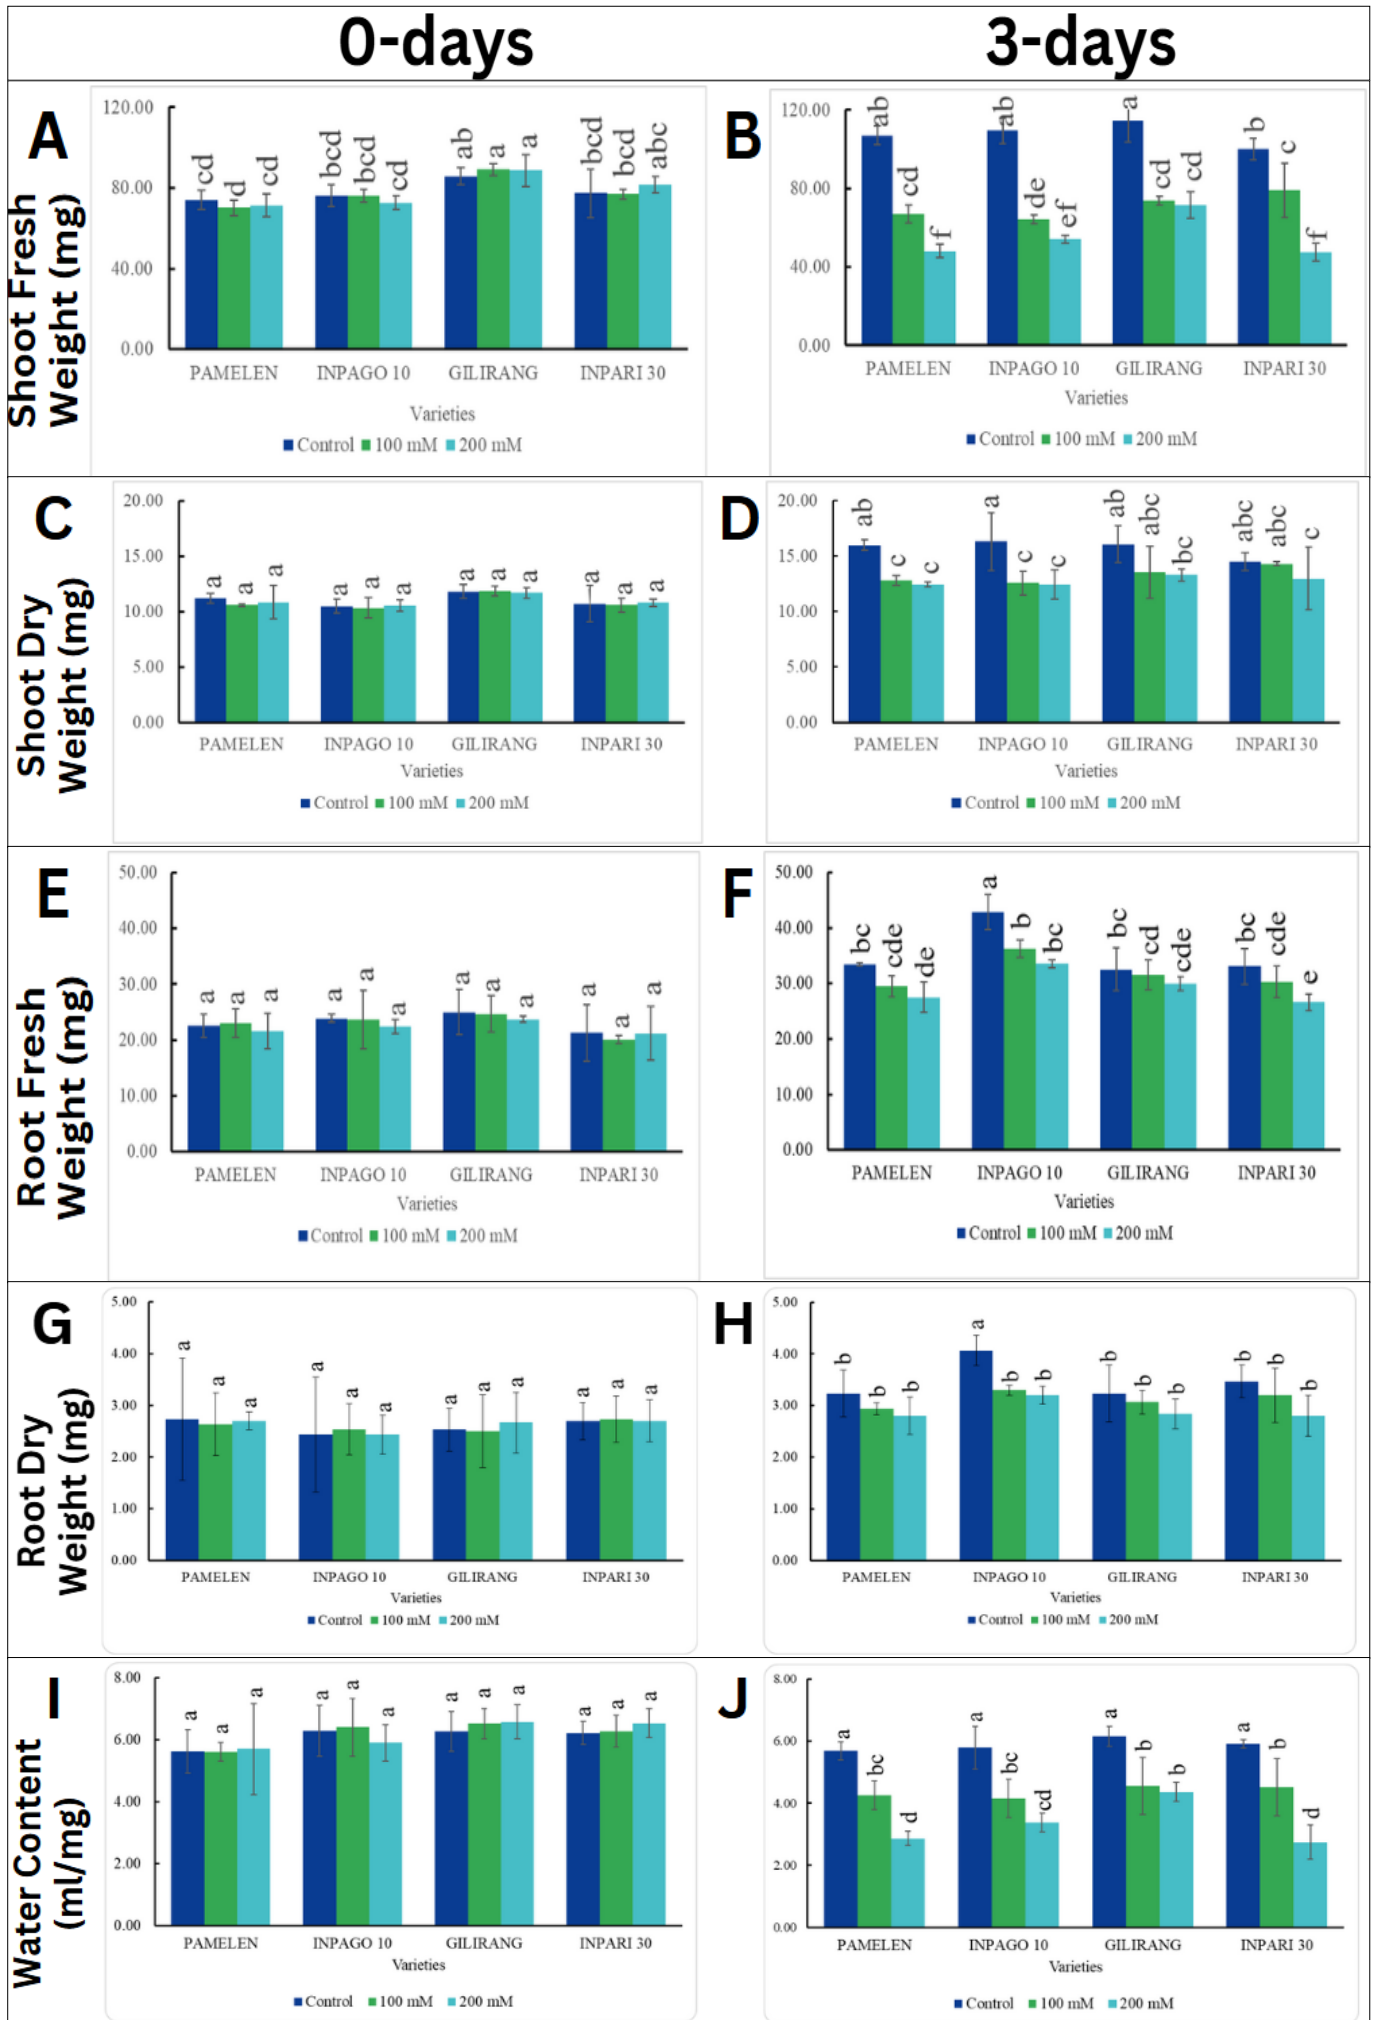 0-days 3-days
A
Shoot Fresh
Weight (mg)
120.00
80.00
40.00
0.00
cd d cd bcd bcd cd ab a a bcd bcd abc
PAMELEN INPAGO 10 GILIRANG INPARI 30
Varieties
Control 100 mM 200 mM
B
120.00
80.00
40.00
0.00
ab cd f ab de ef a cd cd b c f
PAMELEN INPAGO 10 GILIRANG INPARI 30
Varieties
Control 100 mM 200 mM
C
Shoot Dry
Weight (mg)
20.00
15.00
10.00
5.00
0.00
a a a a a a a a a a a a
PAMELEN INPAGO 10 GILIRANG INPARI 30
Varieties
Control 100 mM 200 mM
D
20.00
15.00
10.00
5.00
0.00
ab c c a c c ab abc bc abc abc c
PAMELEN INPAGO 10 GILIRANG INPARI 30
Varieties
Control 100 mM 200 mM
E
Root Fresh
Weight (mg)
50.00
40.00
30.00
20.00
10.00
0.00
a a a a a a a a a a a a
PAMELEN INPAGO 10 GILIRANG INPARI 30
Varieties
Control 100 mM 200 mM
F
50.00
40.00
30.00
20.00
10.00
0.00
bc cde de a b bc bc cd cde bc cde e
PAMELEN INPAGO 10 GILIRANG INPARI 30
Varieties
Control 100 mM 200 mM
G
Root Dry
Weight (mg)
5.00
4.00
3.00
2.00
1.00
0.00
a a a a a a a a a a a a
PAMELEN INPAGO 10 GILIRANG INPARI 30
Varieties
Control 100 mM 200 mM
H
5.00
4.00
3.00
2.00
1.00
0.00
b b b a b b b b b b b b
PAMELEN INPAGO 10 GILIRANG INPARI 30
Varieties
Control 100 mM 200 mM
I
Water Content
(ml/mg)
8.00
6.00
4.00
2.00
0.00
a a a a a a a a a a a a
PAMELEN INPAGO 10 GILIRANG INPARI 30
Varieties
Control 100 mM 200 mM
J
8.00
6.00
4.00
2.00
0.00
a bc d a bc cd a b b a b d
PAMELEN INPAGO 10 GILIRANG INPARI 30
Varieties
Control 100 mM 200 mM